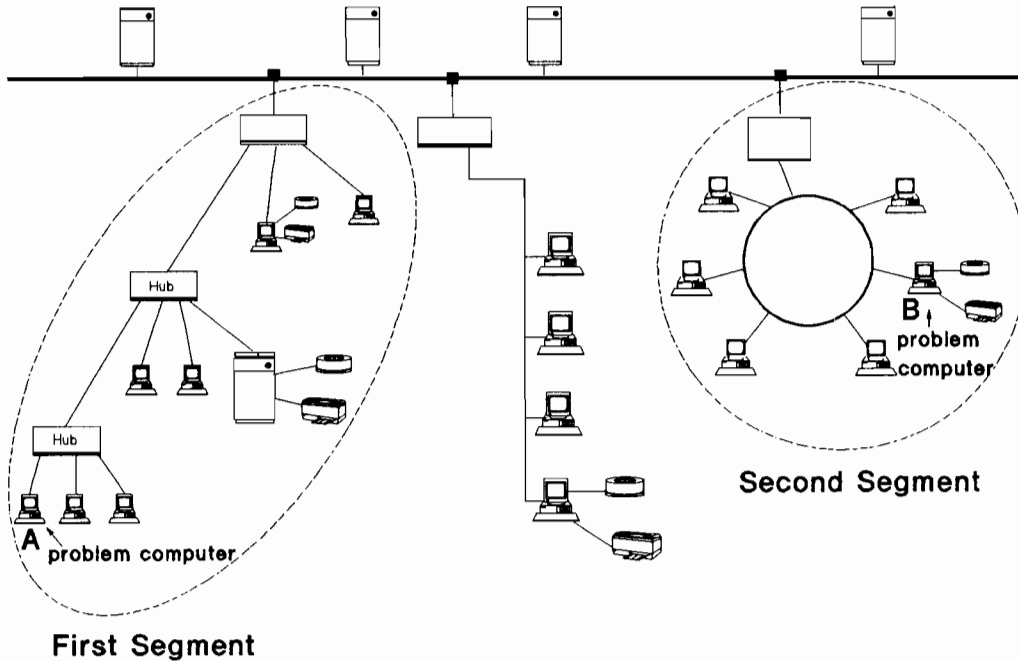 Hub
Hub
A
problem computer
First Segment
B
problem
computer
Second Segment